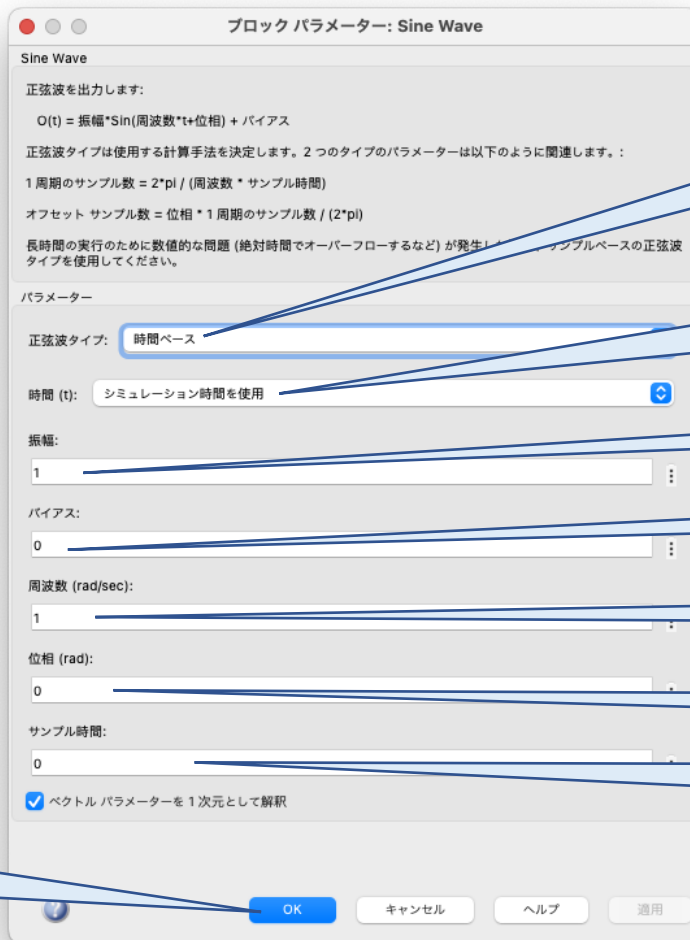 ブロック パラメーター: Sine Wave
Sine Wave
正弦波を出力します:
O(t) = 振幅*Sin(周波数*t+位相) + バイアス
正弦波タイプは使用する計算手法を決定します。2 つのタイプのパラメーターは以下のように関連します。:
1 周期のサンプル数 = 2*pi / (周波数 * サンプル時間)
オフセット サンプル数 = 位相 * 1 周期のサンプル数 / (2*pi)
長時間の実行のために数値的な問題 (絶対時間でオーバーフローするなど) が発生し サンプルベースの正弦波
タイプを使用してください。
パラメーター
正弦波タイプ: 時間ベース
時間 (t): シミュレーション時間を使用
振幅:
1
バイアス:
0
周波数 (rad/sec):
1
位相 (rad):
0
サンプル時間:
0
ベクトル パラメーターを 1 次元として解釈
OK キャンセル ヘルプ 適用